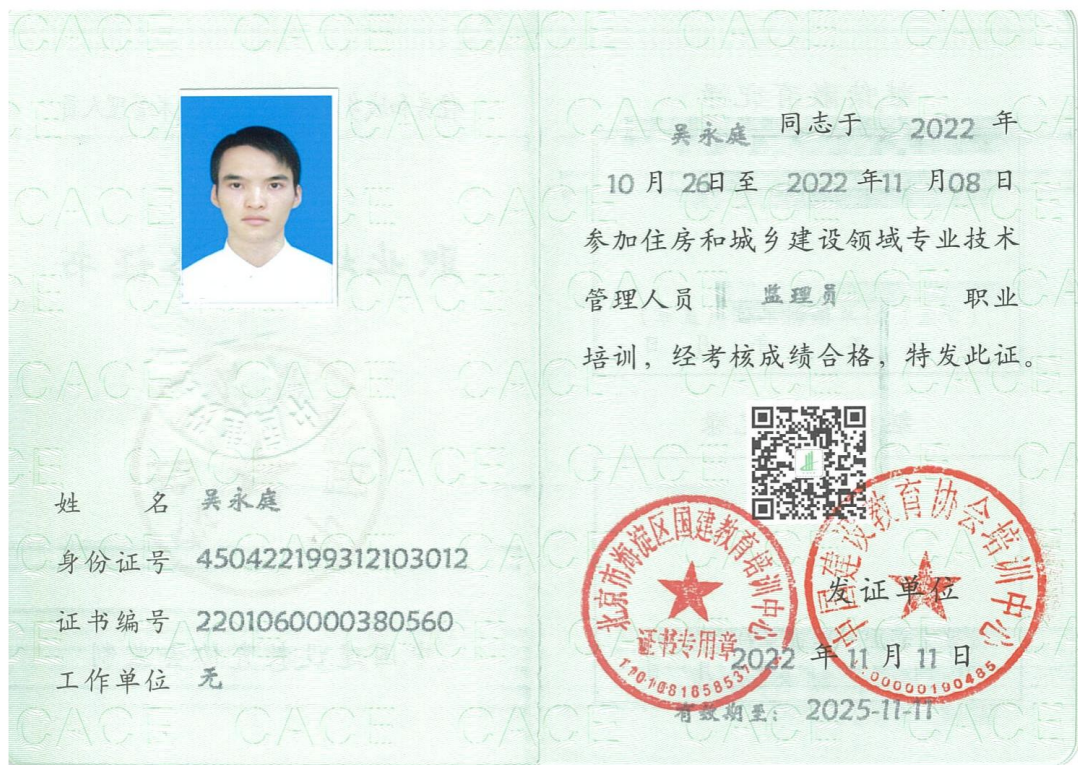 姓名 吴永庭
身份证号 450422199312103012
证书编号 2201060000380560
工作单位 无
吴永庭 同志于 2022 年
10 月 26日至 2022 年11 月08 日
参加住房和城乡建设领域专业技术
管理人员 监理员 职业
培训，经考核成绩合格，特发此证。
北京市海淀区国建教育培训中心
证书专用章
中国建设教育协会培训中心
发证单位
2022 年 11 月 11 日
有效期至： 2025-11-11
CACE